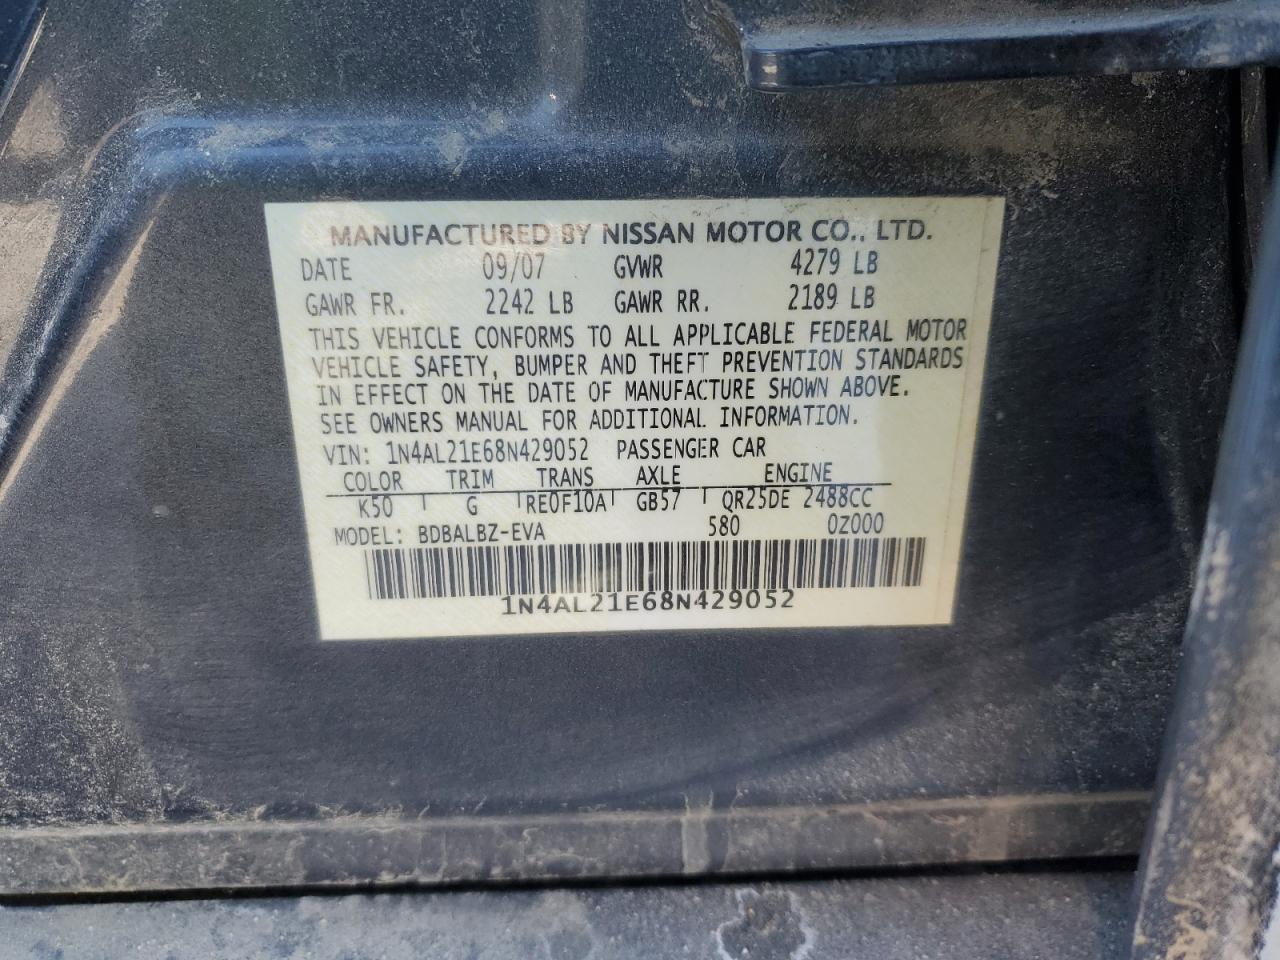 MANUFACTURED BY NISSAN MOTOR CO., LTD.
DATE 09/07 GVWR 4279 LB
GAWR FR. 2242 LB GAWR RR. 2189 LB
THIS VEHICLE CONFORMS TO ALL APPLICABLE FEDERAL MOTOR
VEHICLE SAFETY, BUMPER AND THEFT PREVENTION STANDARDS
IN EFFECT ON THE DATE OF MANUFACTURE SHOWN ABOVE.
SEE OWNERS MANUAL FOR ADDITIONAL INFORMATION.
VIN: 1N4AL21E68N429052 PASSENGER CAR
COLOR TRIM TRANS AXLE ENGINE
K50 G RE0F10A GB57 QR25DE 2488CC
MODEL: BDBALBZ-EVA 580 0Z000
1N4AL21E68N429052